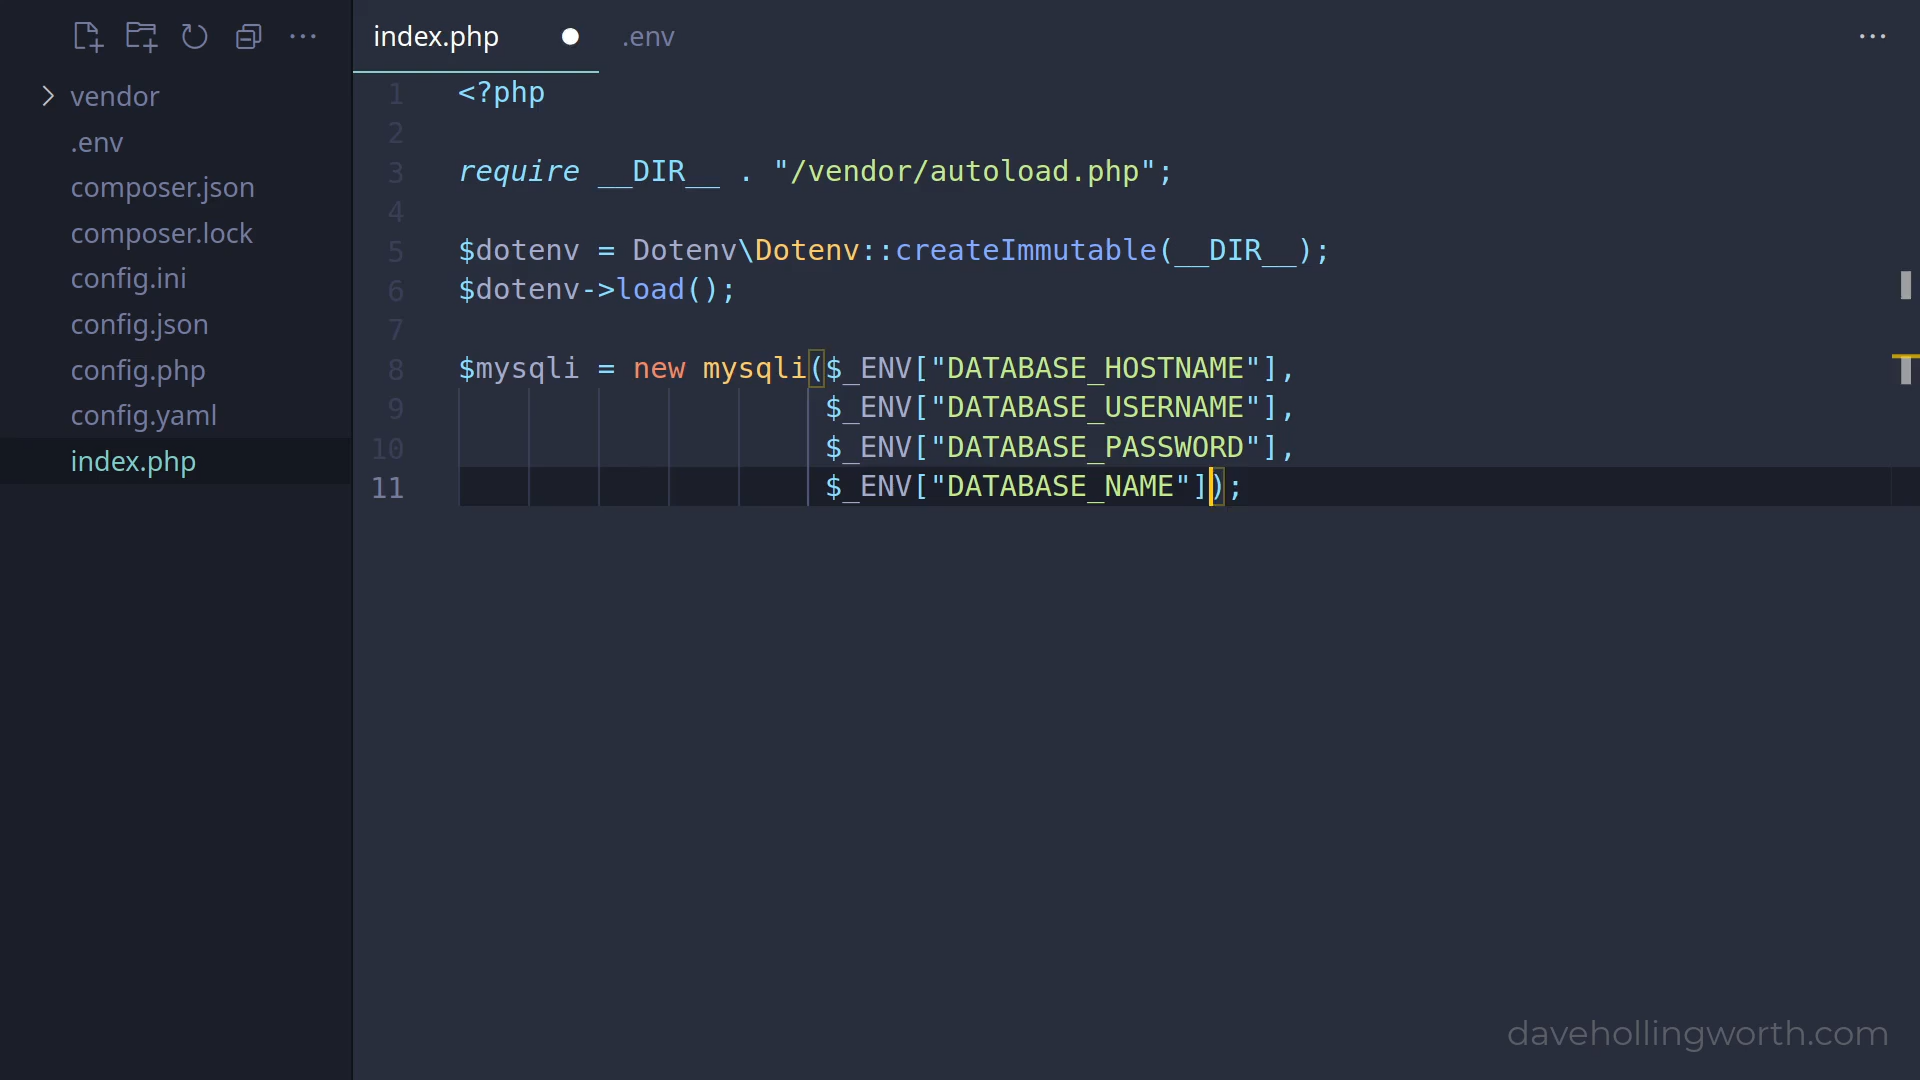 index.php
.env
vendor
.env
composer.json
composer.lock
config.ini
config.json
config.php
config.yaml
index.php
1 <?php
2
3 require __DIR__ . "/vendor/autoload.php";
4
5 $dotenv = Dotenv\Dotenv::createImmutable(__DIR__);
6 $dotenv->load();
7
8 $mysqli = new mysqli($_ENV["DATABASE_HOSTNAME"],
9 $_ENV["DATABASE_USERNAME"],
10 $_ENV["DATABASE_PASSWORD"],
11 $_ENV["DATABASE_NAME"]);
davehollingworth.com